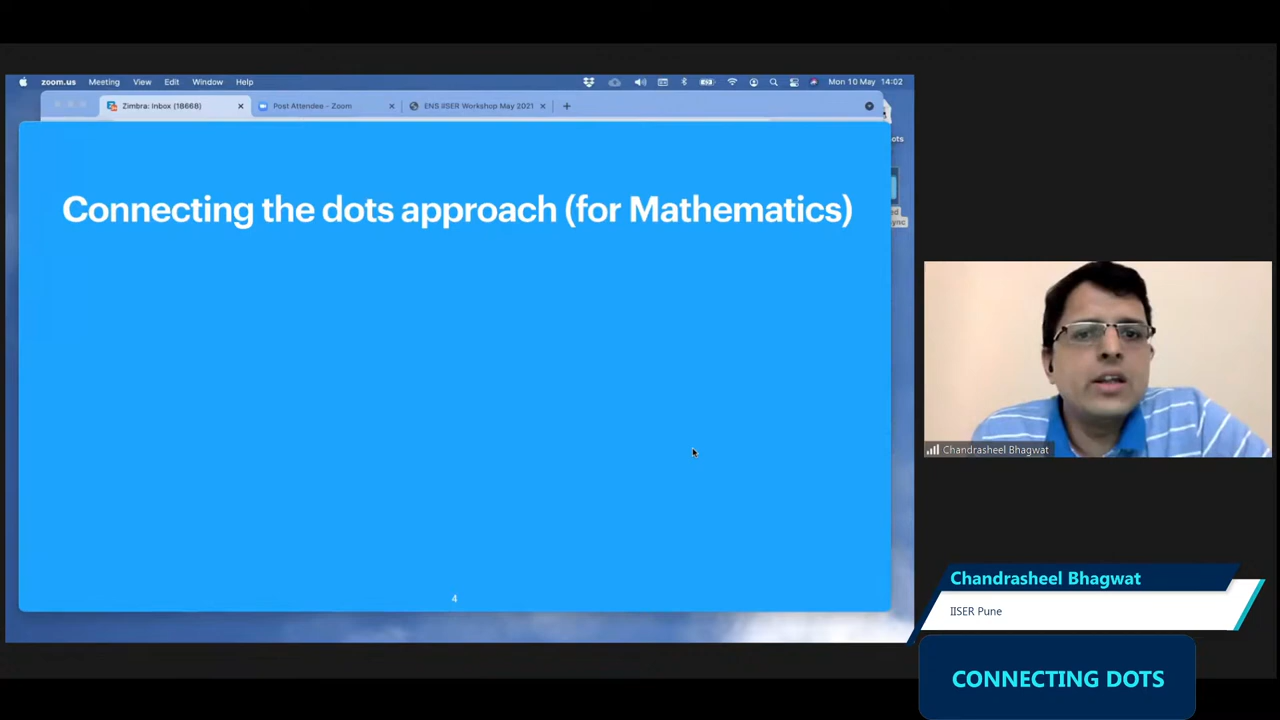 zoom.us Meeting View Edit Window Help Mon 10 May 14:02
Zimbra: Inbox (18668) Post Attendee - Zoom ENS IISER Workshop May 2021
Connecting the dots approach (for Mathematics)
4
Chandrasheel Bhagwat
Chandrasheel Bhagwat
IISER Pune
CONNECTING DOTS